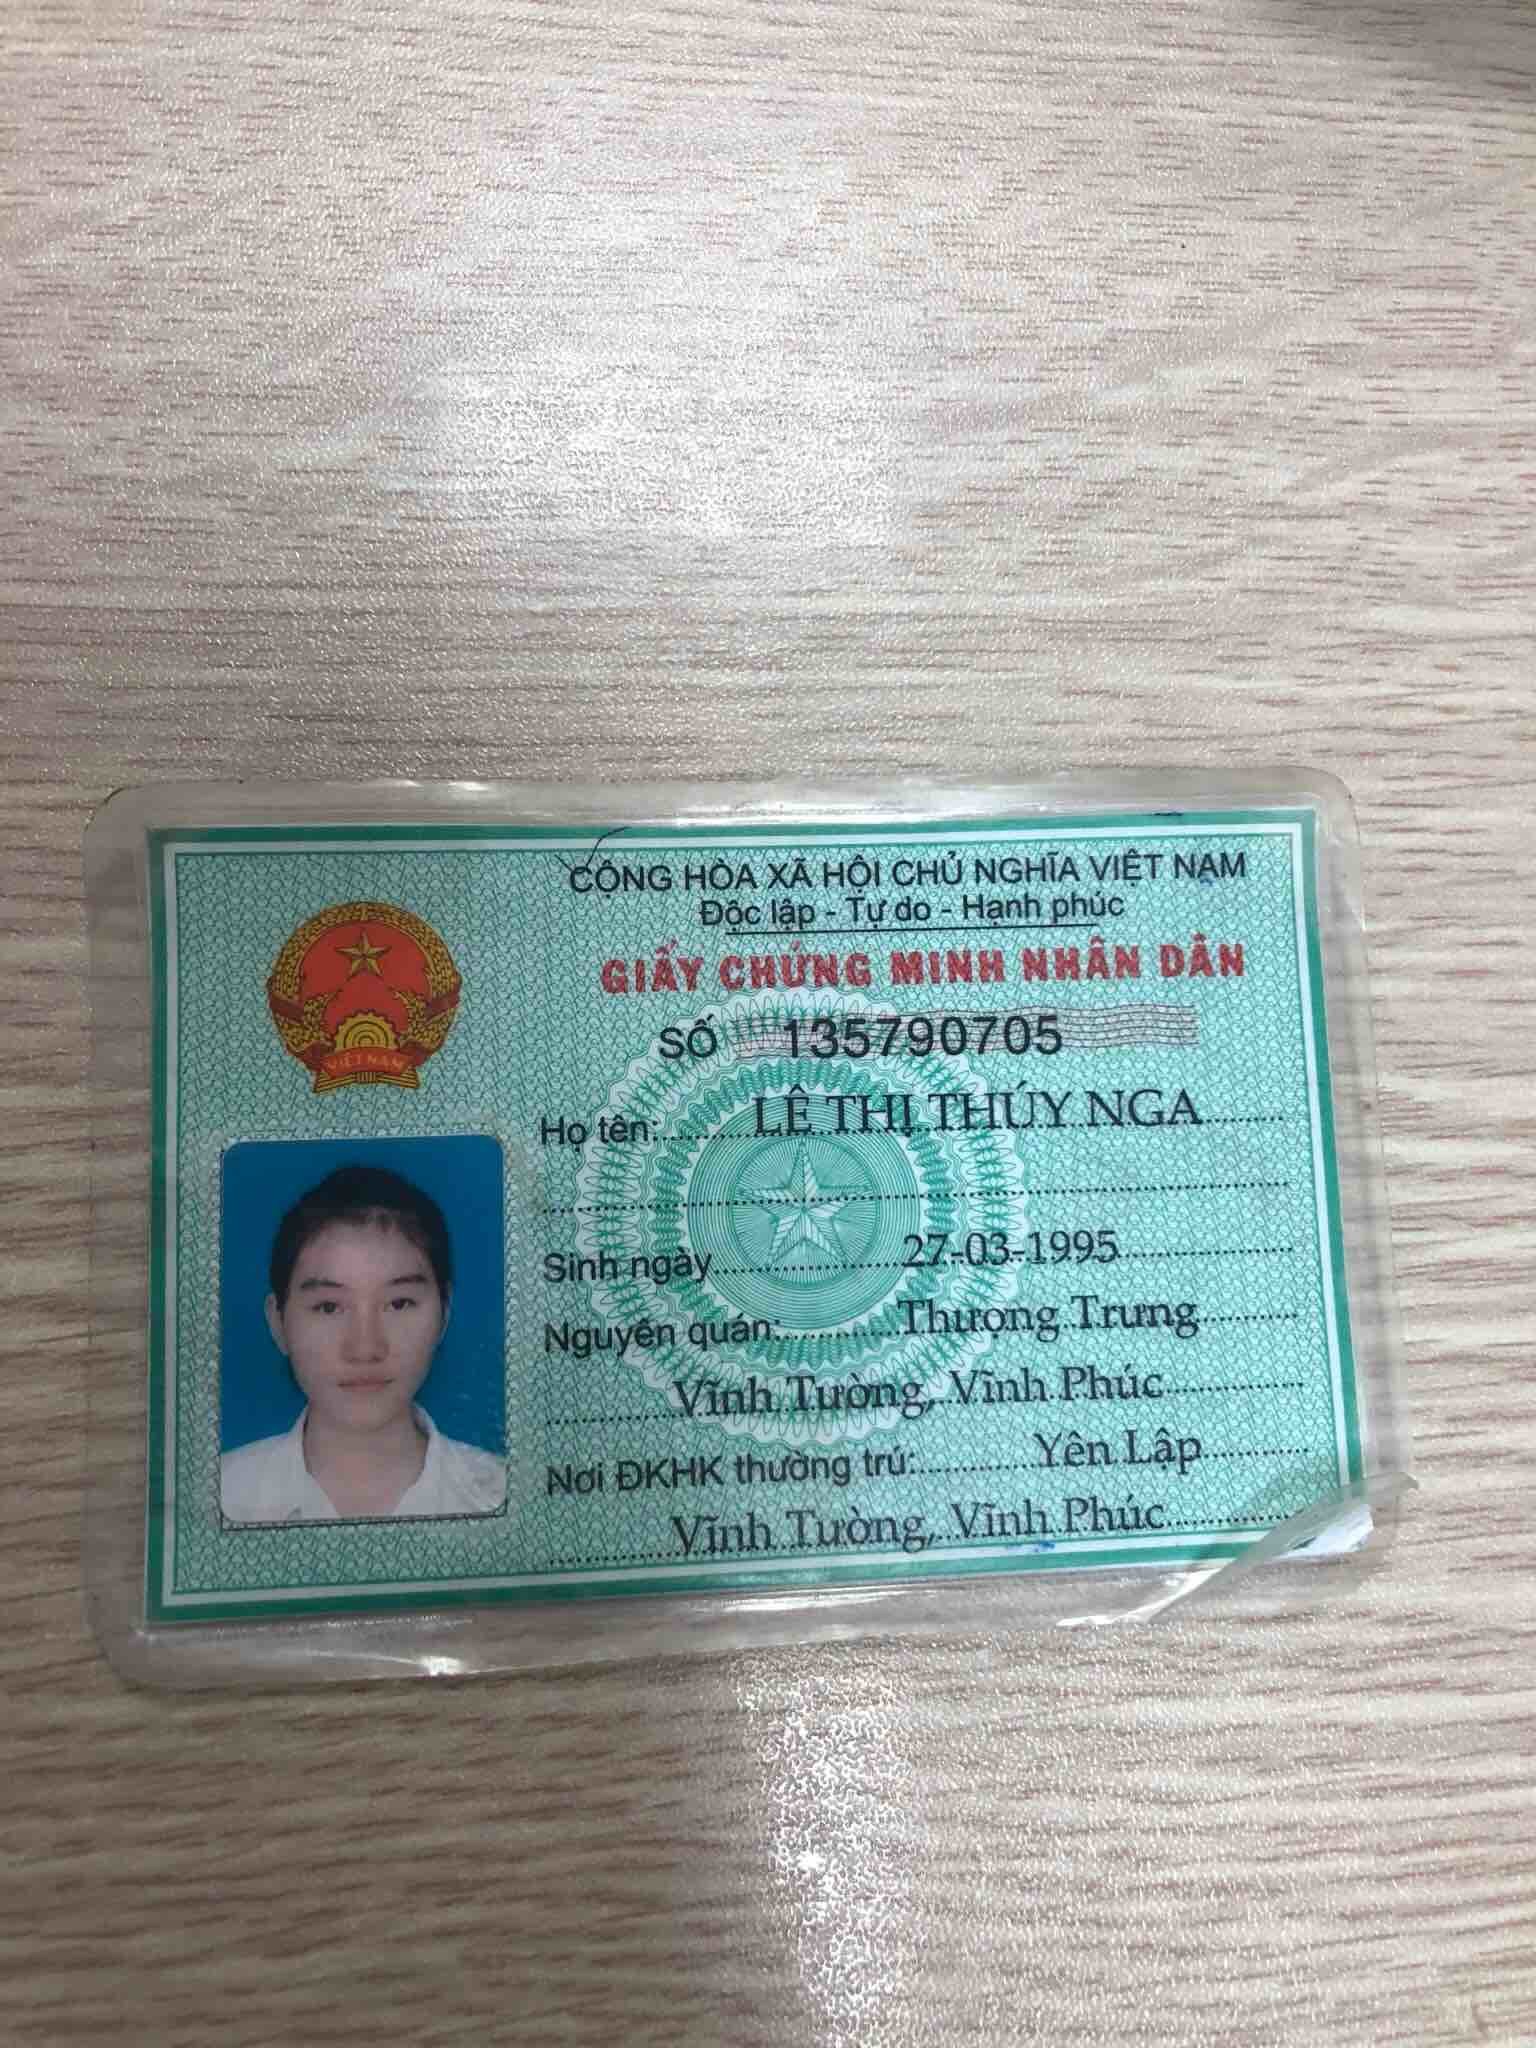 CỘNG HÒA XÃ HỘI CHỦ NGHĨA VIỆT NAM
Độc lập - Tự do - Hạnh phúc
GIẤY CHỨNG MINH NHÂN DÂN
SỐ 135790705
VIỆT NAM
Họ tên: LÊ THỊ THÚY NGA
Sinh ngày 27-03-1995
Nguyên quán: Thượng Trưng
Vĩnh Tường, Vĩnh Phúc
Nơi ĐKHK thường trú: Yên Lập
Vĩnh Tường, Vĩnh Phúc